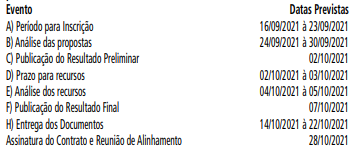 Evento Datas Previstas
A) Período para Inscrição 16/09/2021 à 23/09/2021
B) Análise das propostas 24/09/2021 à 30/09/2021
C) Publicação do Resultado Preliminar 02/10/2021
D) Prazo para recursos 02/10/2021 à 03/10/2021
E) Análise dos recursos 04/10/2021 à 05/10/2021
F) Publicação do Resultado Final 07/10/2021
H) Entrega dos Documentos 14/10/2021 à 22/10/2021
Assinatura do Contrato e Reunião de Alinhamento 28/10/2021